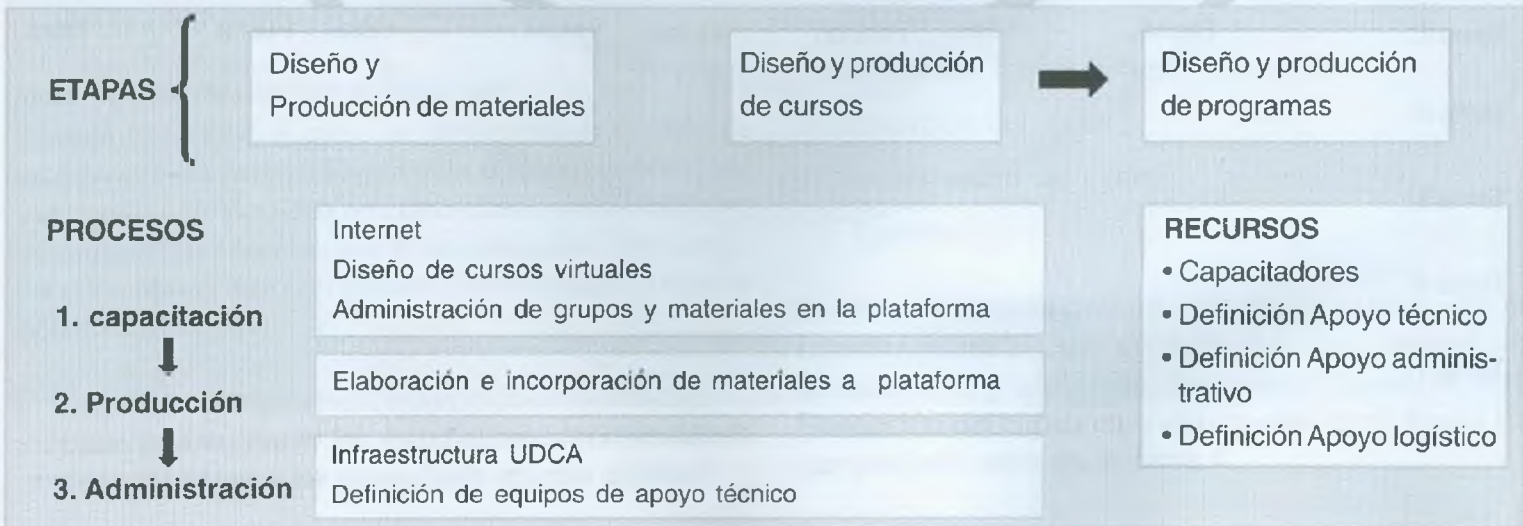 ETAPAS
Diseño y
Producción de materiales
Diseño y producción
de cursos
Diseño y producción
de programas
PROCESOS
1. capacitación
2. Producción
3. Administración
Internet
Diseño de cursos virtuales
Administración de grupos y materiales en la plataforma
Elaboración e incorporación de materiales a plataforma
Infraestructura UDCA
Definición de equipos de apoyo técnico
RECURSOS
• Capacitadores
• Definición Apoyo técnico
• Definición Apoyo adminis-
trativo
• Definición Apoyo logístico